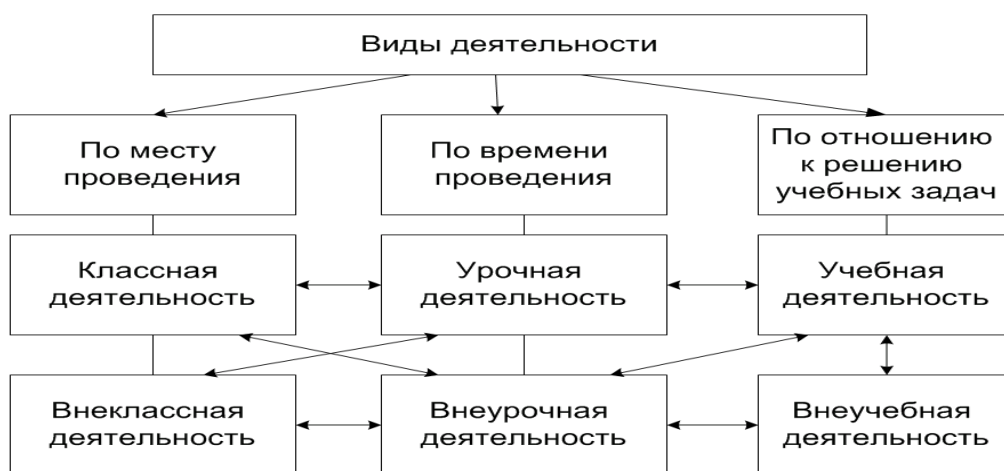 Виды деятельности
По месту
проведения
По времени
проведения
По отношению
к решению
учебных задач
Классная
деятельность
Урочная
деятельность
Учебная
деятельность
Внеклассная
деятельность
Внеурочная
деятельность
Внеучебная
деятельность